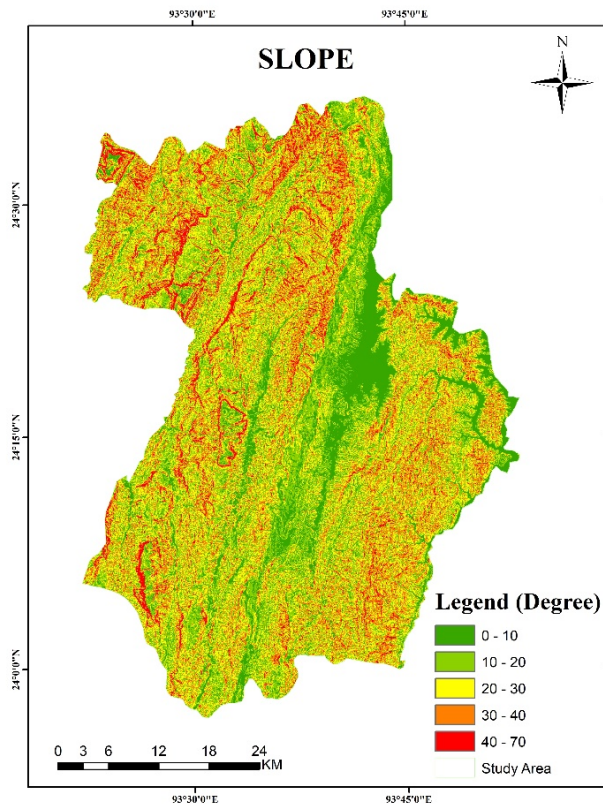 93°30'0"E 93°45'0"E
SLOPE
N
24°30'0"N
24°15'0"N
24°0'0"N
Legend (Degree)
0 - 10
10 - 20
20 - 30
30 - 40
40 - 70
Study Area
0 3 6 12 18 24
KM
93°30'0"E 93°45'0"E